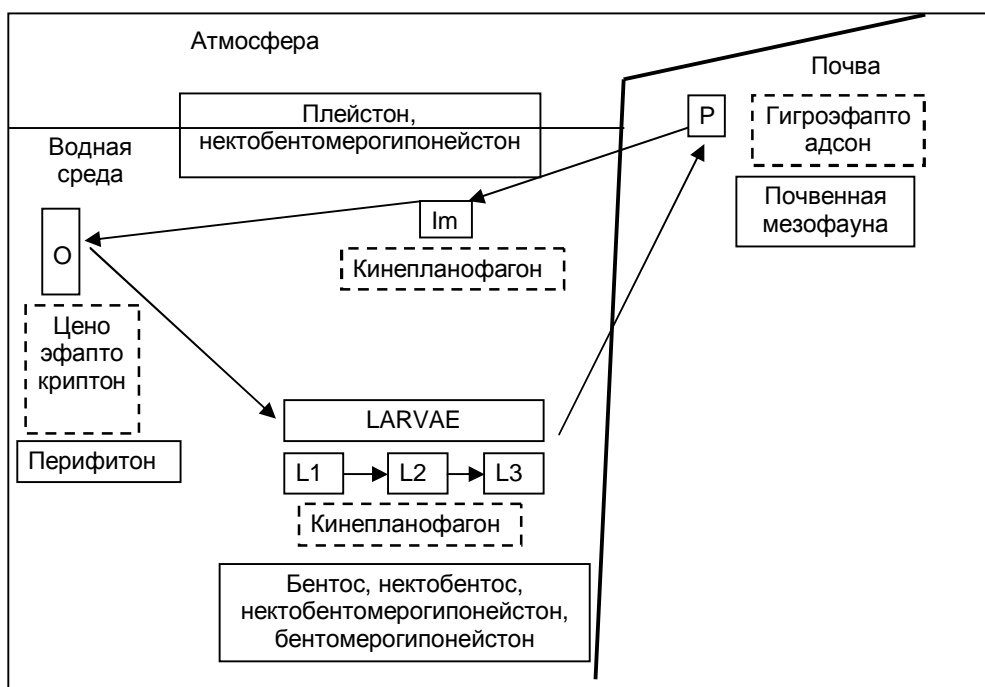 Атмосфера
Почва
Плейстон,
нектобентомерогипонейстон
P
Гигроэфапто
адсон
Водная
среда
Почвенная
мезофауна
Im
O
Кинепланофагон
Цено
эфапто
криптон
LARVAE
Перифитон
L1
L2
L3
Кинепланофагон
Бентос, нектобентос,
нектобентомерогипонейстон,
бентомерогипонейстон